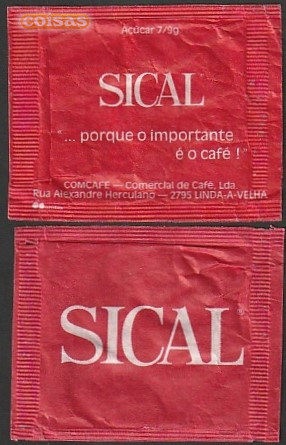 coisas
Açúcar 7/9g
SICAL
“... porque o importante
é o café !”
COMCAFÉ — Comercial de Café, Lda.
Rua Alexandre Herculano — 2795 LINDA-A-VELHA
SICAL